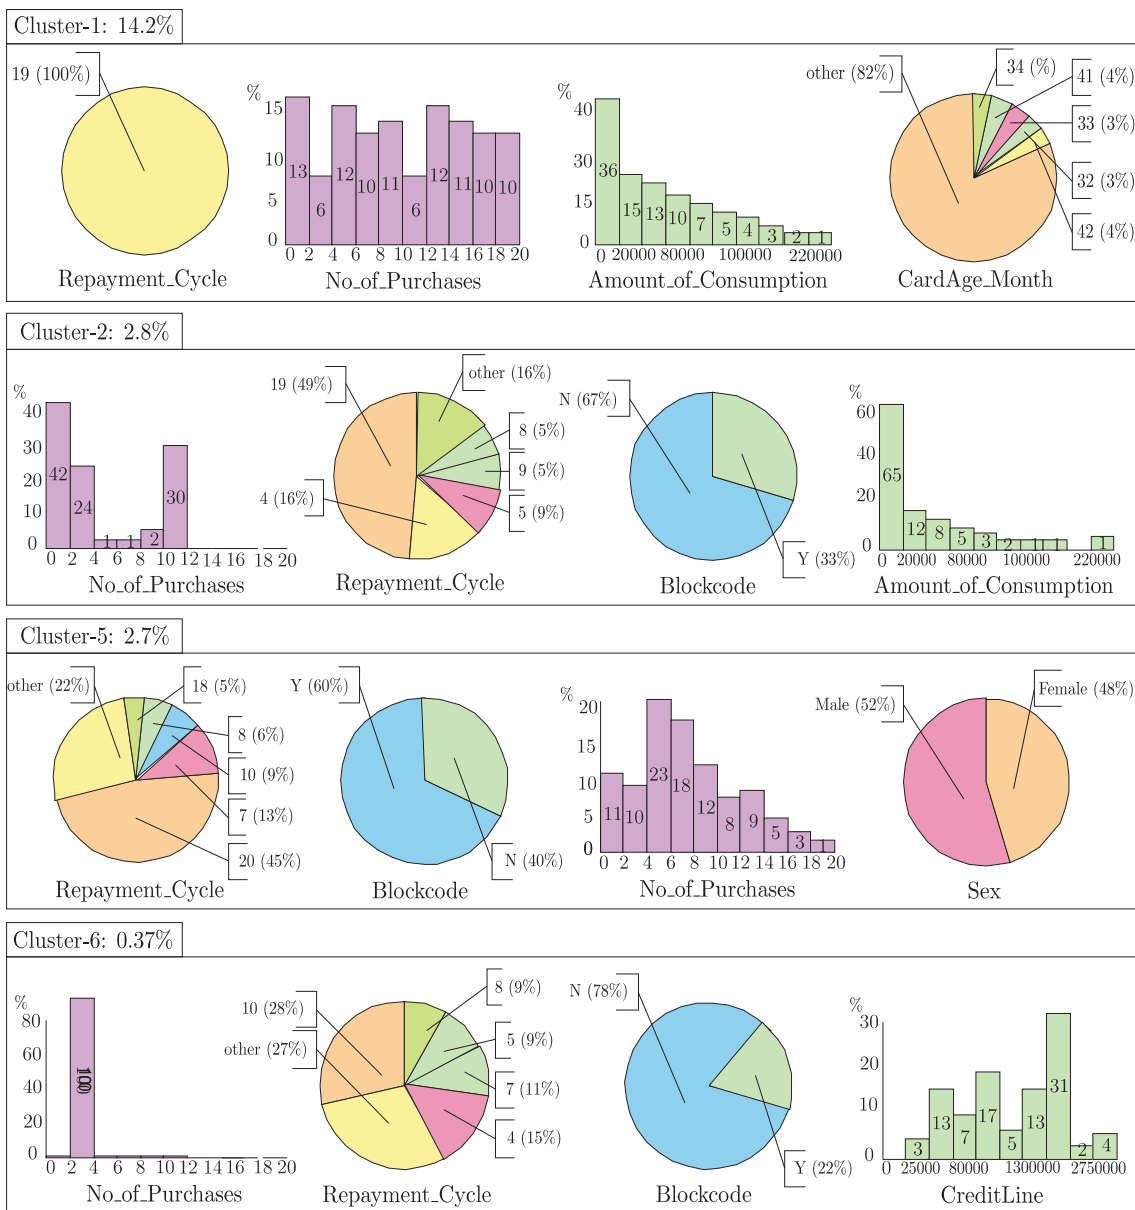 Cluster-1: 14.2%
19 (100%)
Repayment_Cycle
%
15
10
5
0
13 6 12 10 11 6 12 11 10 10
0 2 4 6 8 10 12 14 16 18 20
No_of_Purchases
%
40
30
15
0
36 15 13 10 7 5 4 3 2 1
0 20000 80000 100000 220000
Amount_of_Consumption
other (82%)
34 (%)
41 (4%)
33 (3%)
32 (3%)
42 (4%)
CardAge_Month
Cluster-2: 2.8%
%
40
30
20
10
0
42 24 1 1 2 30
0 2 4 6 8 10 12 14 16 18 20
No_of_Purchases
19 (49%)
other (16%)
8 (5%)
9 (5%)
5 (9%)
4 (16%)
Repayment_Cycle
N (67%)
Y (33%)
Blockcode
%
60
40
20
0
65 12 8 5 3 2 1 1 1
0 20000 80000 100000 220000
Amount_of_Consumption
Cluster-5: 2.7%
other (22%)
18 (5%)
8 (6%)
10 (9%)
7 (13%)
20 (45%)
Repayment_Cycle
Y (60%)
N (40%)
Blockcode
%
20
15
10
5
0
11 10 23 18 12 8 9 5 3 1
0 2 4 6 8 10 12 14 16 18 20
No_of_Purchases
Male (52%)
Female (48%)
Sex
Cluster-6: 0.37%
%
80
60
40
20
0
100
0 2 4 6 8 10 12 14 16 18 20
No_of_Purchases
10 (28%)
other (27%)
8 (9%)
5 (9%)
7 (11%)
4 (15%)
Repayment_Cycle
N (78%)
Y (22%)
Blockcode
%
30
20
10
0
3 13 7 17 5 13 31 2 4
0 25000 80000 1300000 2750000
CreditLine